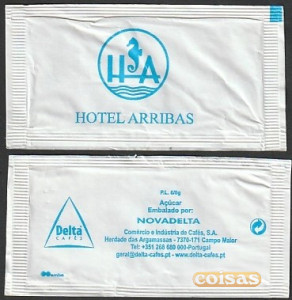 H A
HOTEL ARRIBAS
P.L. 6/8g
Açúcar
Embalado por:
NOVADELTA
Comércio e Indústria de Cafés, S.A.
Herdade das Argamassas - 7370-171 Campo Maior
Tel: +351 268 680 000-Portugal
geral@delta-cafes.pt - www.delta-cafes.pt
Delta
CAFÉS
coisas